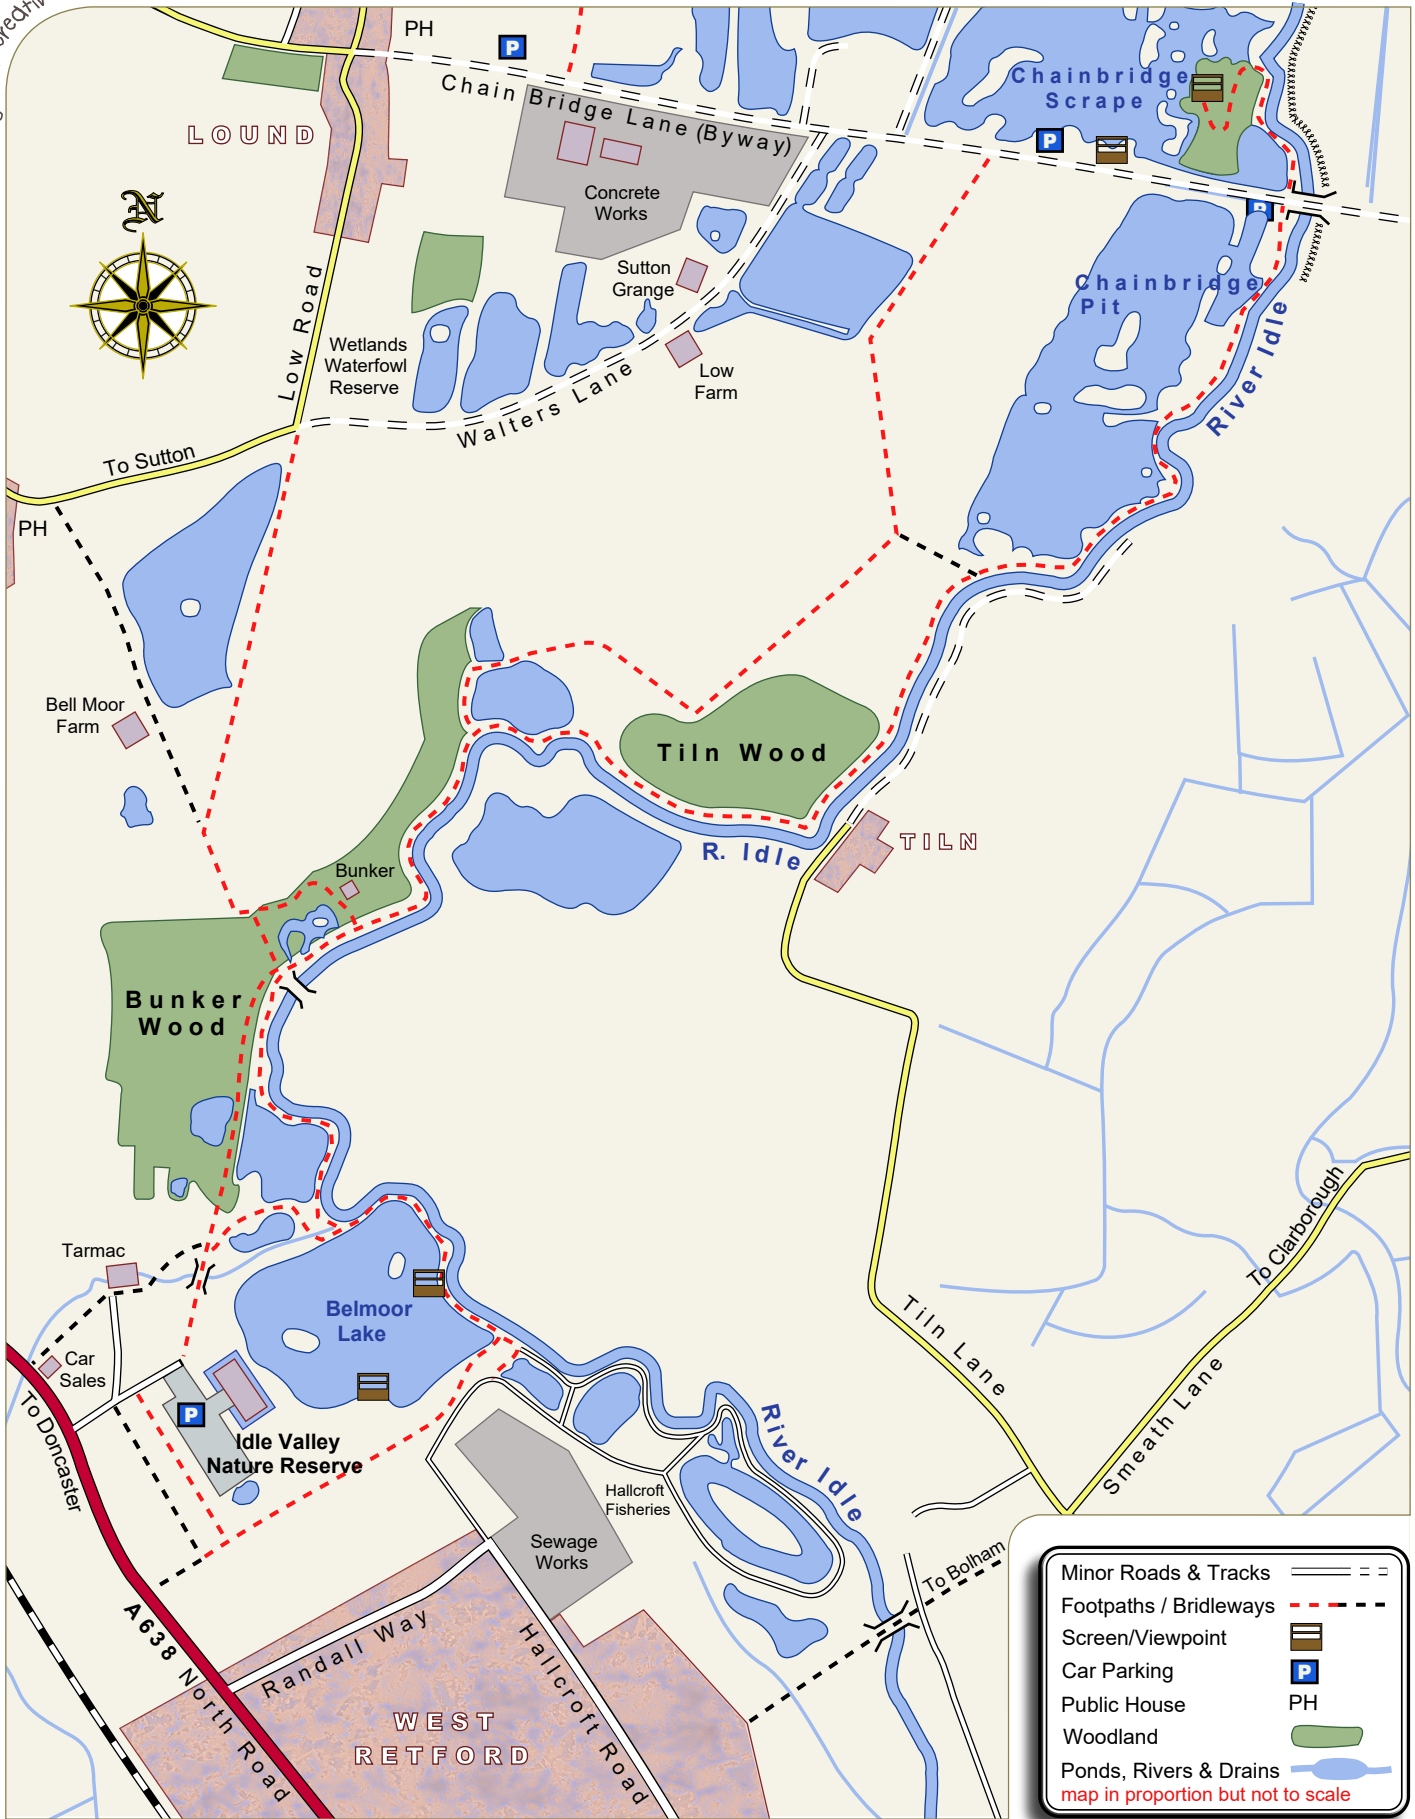 PH
P
Chain Bridge Lane (Byway)
Chainbridge
Scrape
P
LOUND
N
Concrete
Works
P
Sutton
Grange
Chainbridge
Pit
Low Road
Wetlands
Waterfowl
Reserve
Low
Farm
River Idle
Walters Lane
To Sutton
PH
Bell Moor
Farm
Tiln Wood
R. Idle
TILN
Bunker
Bunker
Wood
Tarmac
To Clarborough
Belmoor
Lake
Tiln Lane
Car
Sales
Smeath Lane
To Doncaster
P
Idle Valley
Nature Reserve
River Idle
Hallcroft
Fisheries
Sewage
Works
To Bolham
A638 North Road
Randall Way
Hallcroft Road
WEST
RETFORD
Minor Roads & Tracks
Footpaths / Bridleways
Screen/Viewpoint
Car Parking P
Public House PH
Woodland
Ponds, Rivers & Drains
map in proportion but not to scale